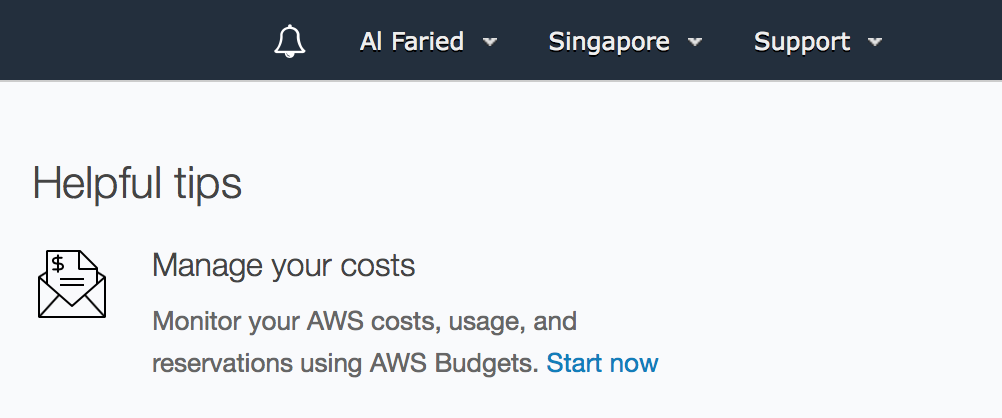 Al Faried Singapore Support
Helpful tips
$
Manage your costs
Monitor your AWS costs, usage, and
reservations using AWS Budgets. Start now